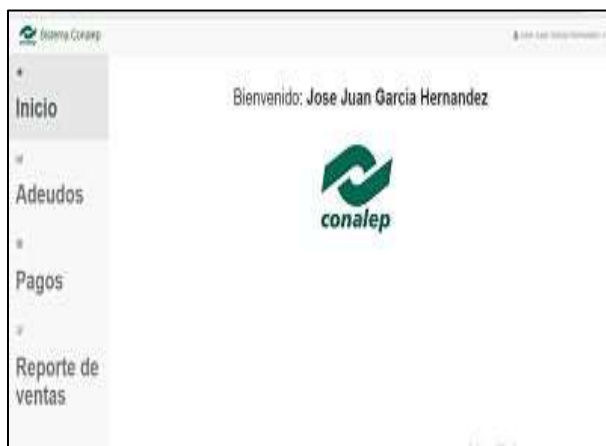 Sistema Conalep
Inicio
Bienvenido: Jose Juan Garcia Hernandez
conalep
Adeudos
Pagos
Reporte de
ventas